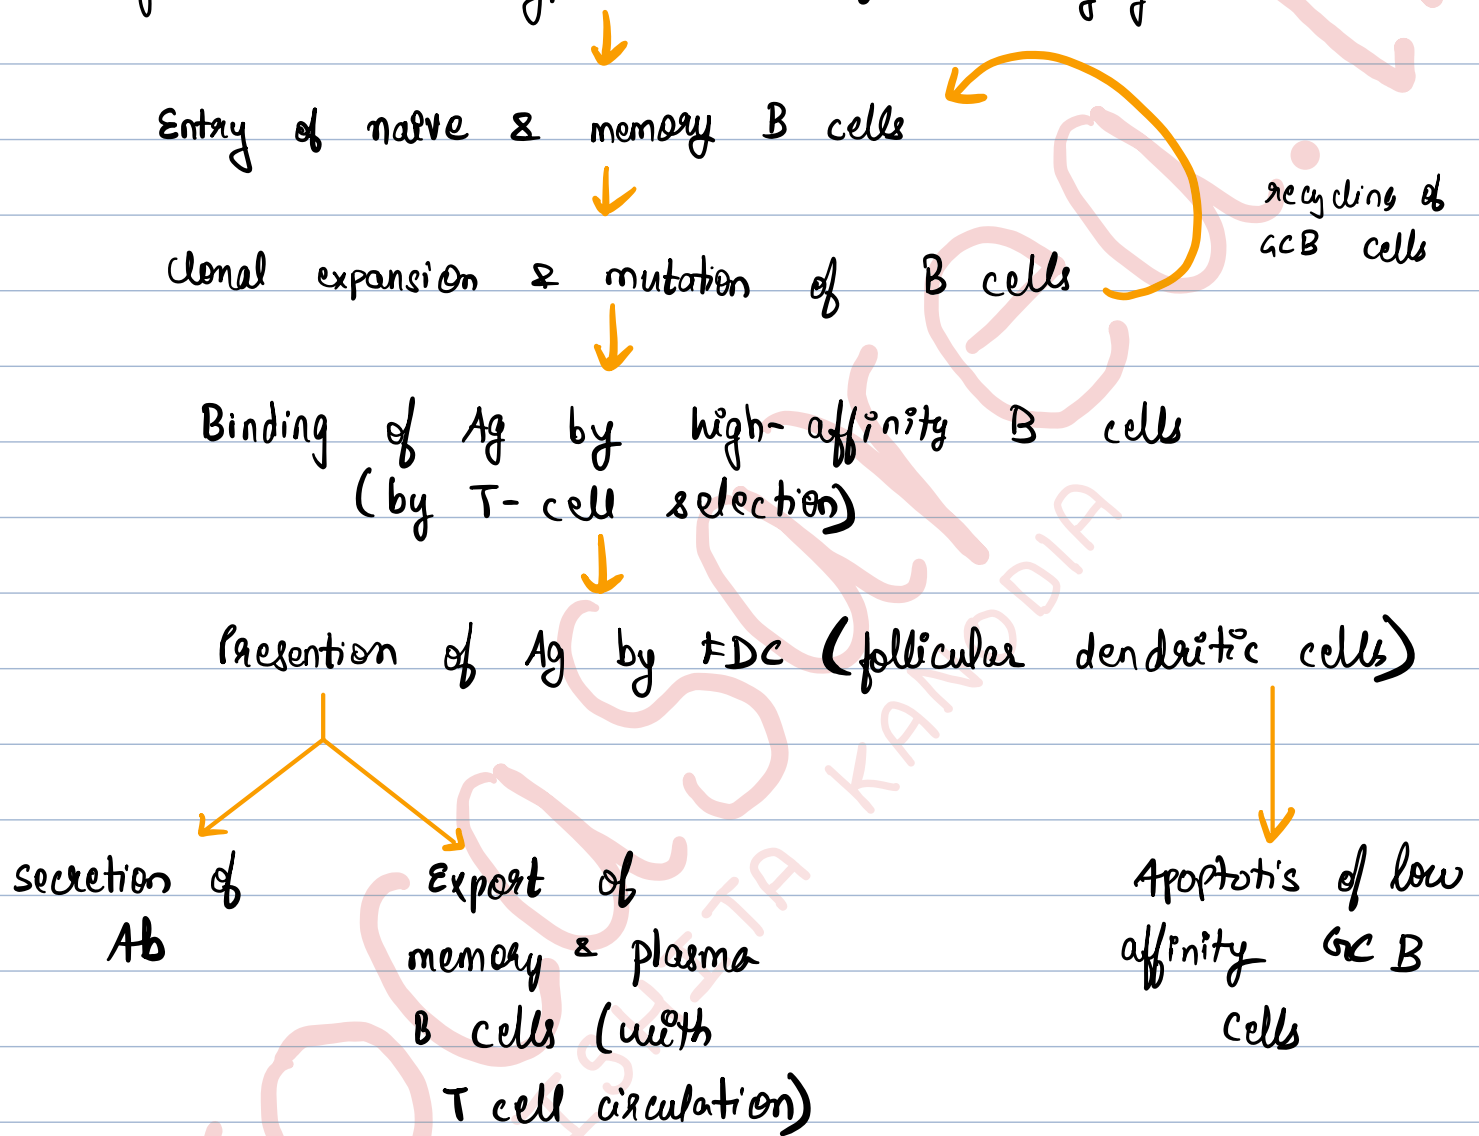 Entry of naive & memory B cells
recycling of
GCB cells
Clonal expansion & mutation of B cells
Binding of Ag by high-affinity B cells
(by T-cell selection)
Presention of Ag by FDC (follicular dendritic cells)
secretion of
Ab
Export of
memory & plasma
B cells (with
T cell circulation)
Apoptotis of low
affinity GC B
cells
KANODIA
ISHITA